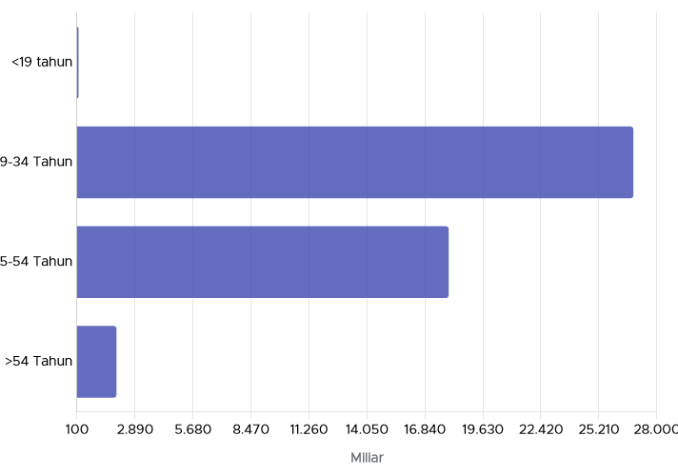 <19 tahun
9-34 Tahun
5-54 Tahun
>54 Tahun
100 2.890 5.680 8.470 11.260 14.050 16.840 19.630 22.420 25.210 28.000
Miliar